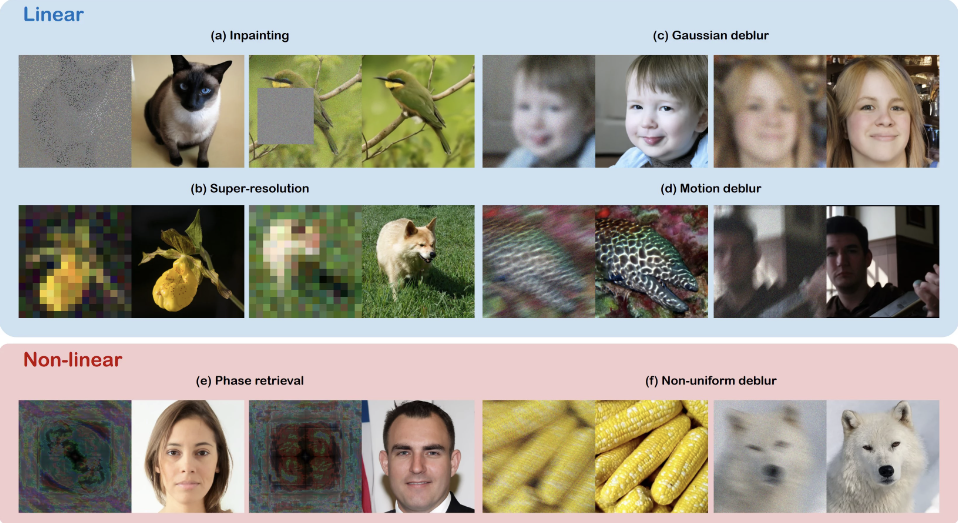 Linear
(a) Inpainting
(c) Gaussian deblur
(b) Super-resolution
(d) Motion deblur
Non-linear
(e) Phase retrieval
(f) Non-uniform deblur